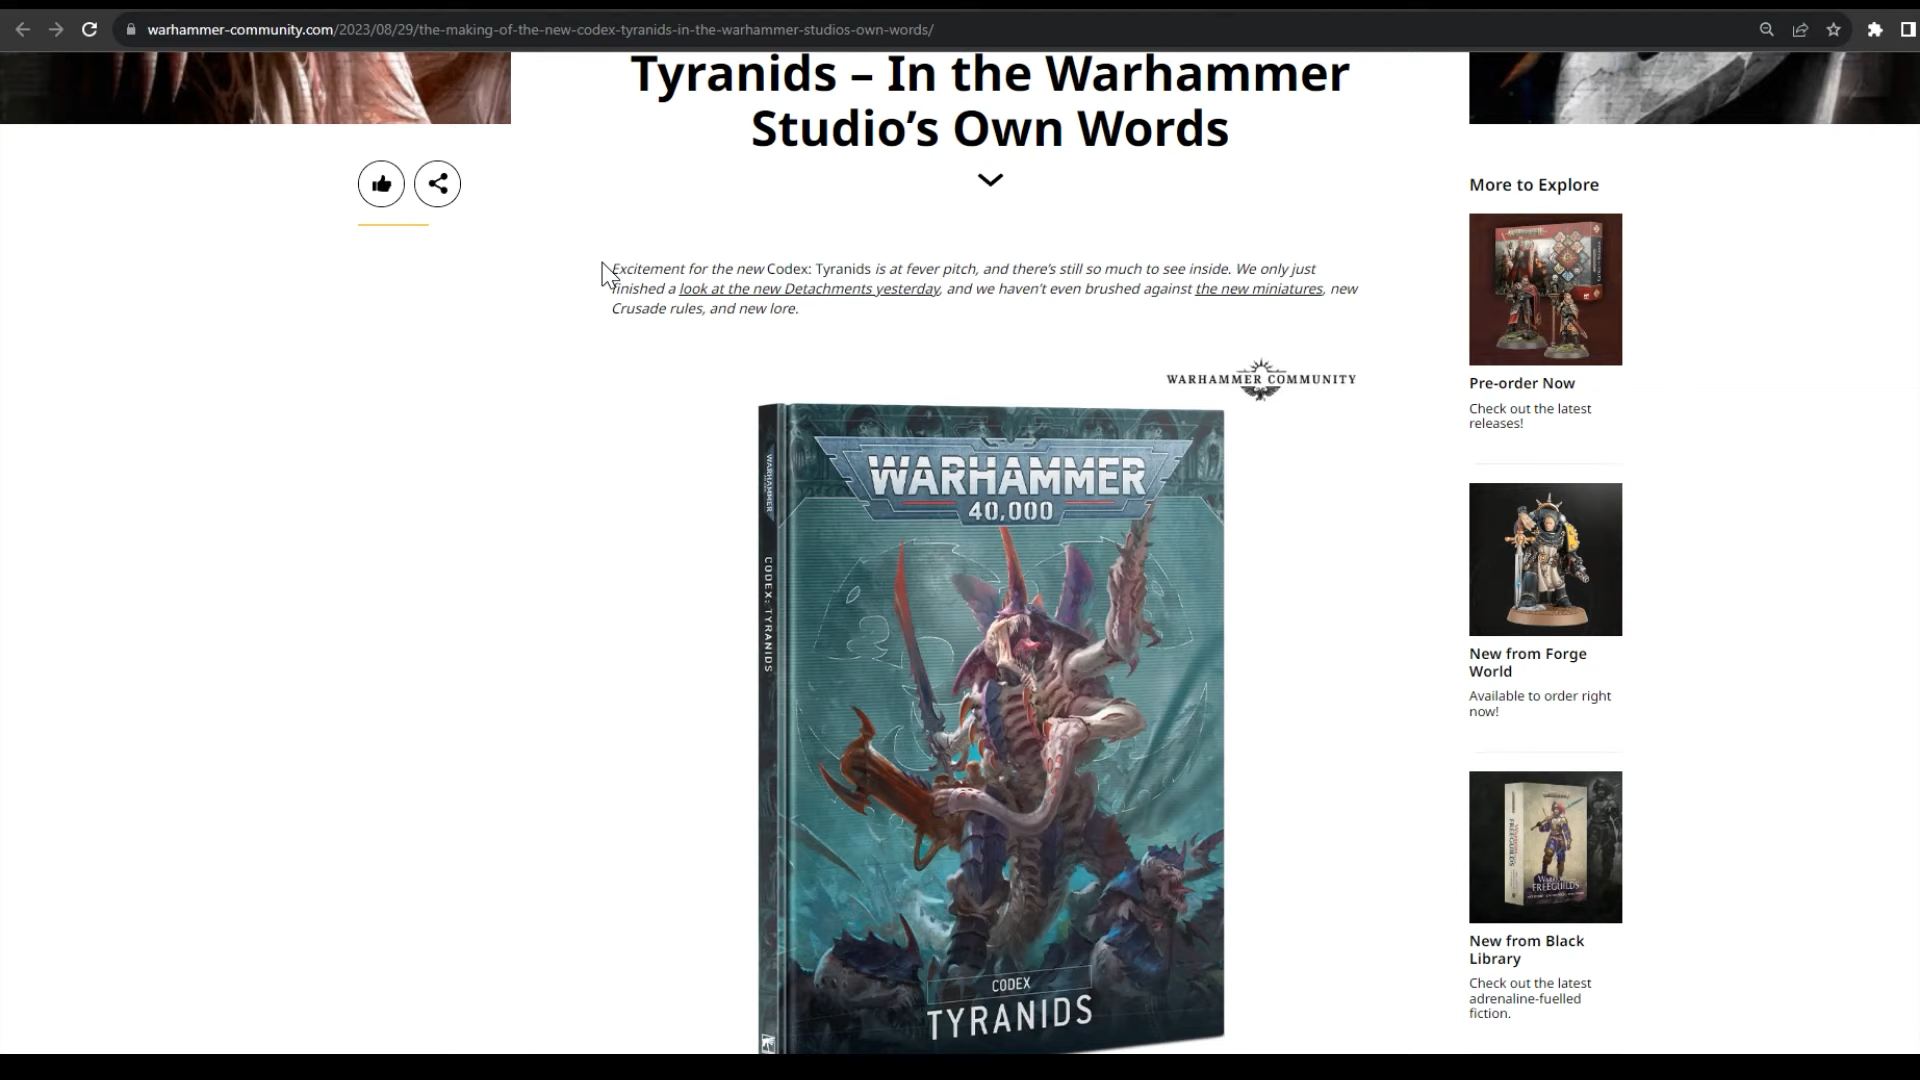 warhammer-community.com/2023/08/29/the-making-of-the-new-codex-tyranids-in-the-warhammer-studios-own-words/
Tyranids – In the Warhammer
Studio’s Own Words
Excitement for the new Codex: Tyranids is at fever pitch, and there’s still so much to see inside. We only just
finished a look at the new Detachments yesterday, and we haven’t even brushed against the new miniatures, new
Crusade rules, and new lore.
WARHAMMER COMMUNITY
WARHAMMER
40,000
WARHAMMER
CODEX: TYRANIDS
CODEX
TYRANIDS
More to Explore
Pre-order Now
Check out the latest
releases!
New from Forge
World
Available to order right
now!
FREEGUILDS
New from Black
Library
Check out the latest
adrenaline-fuelled
fiction.